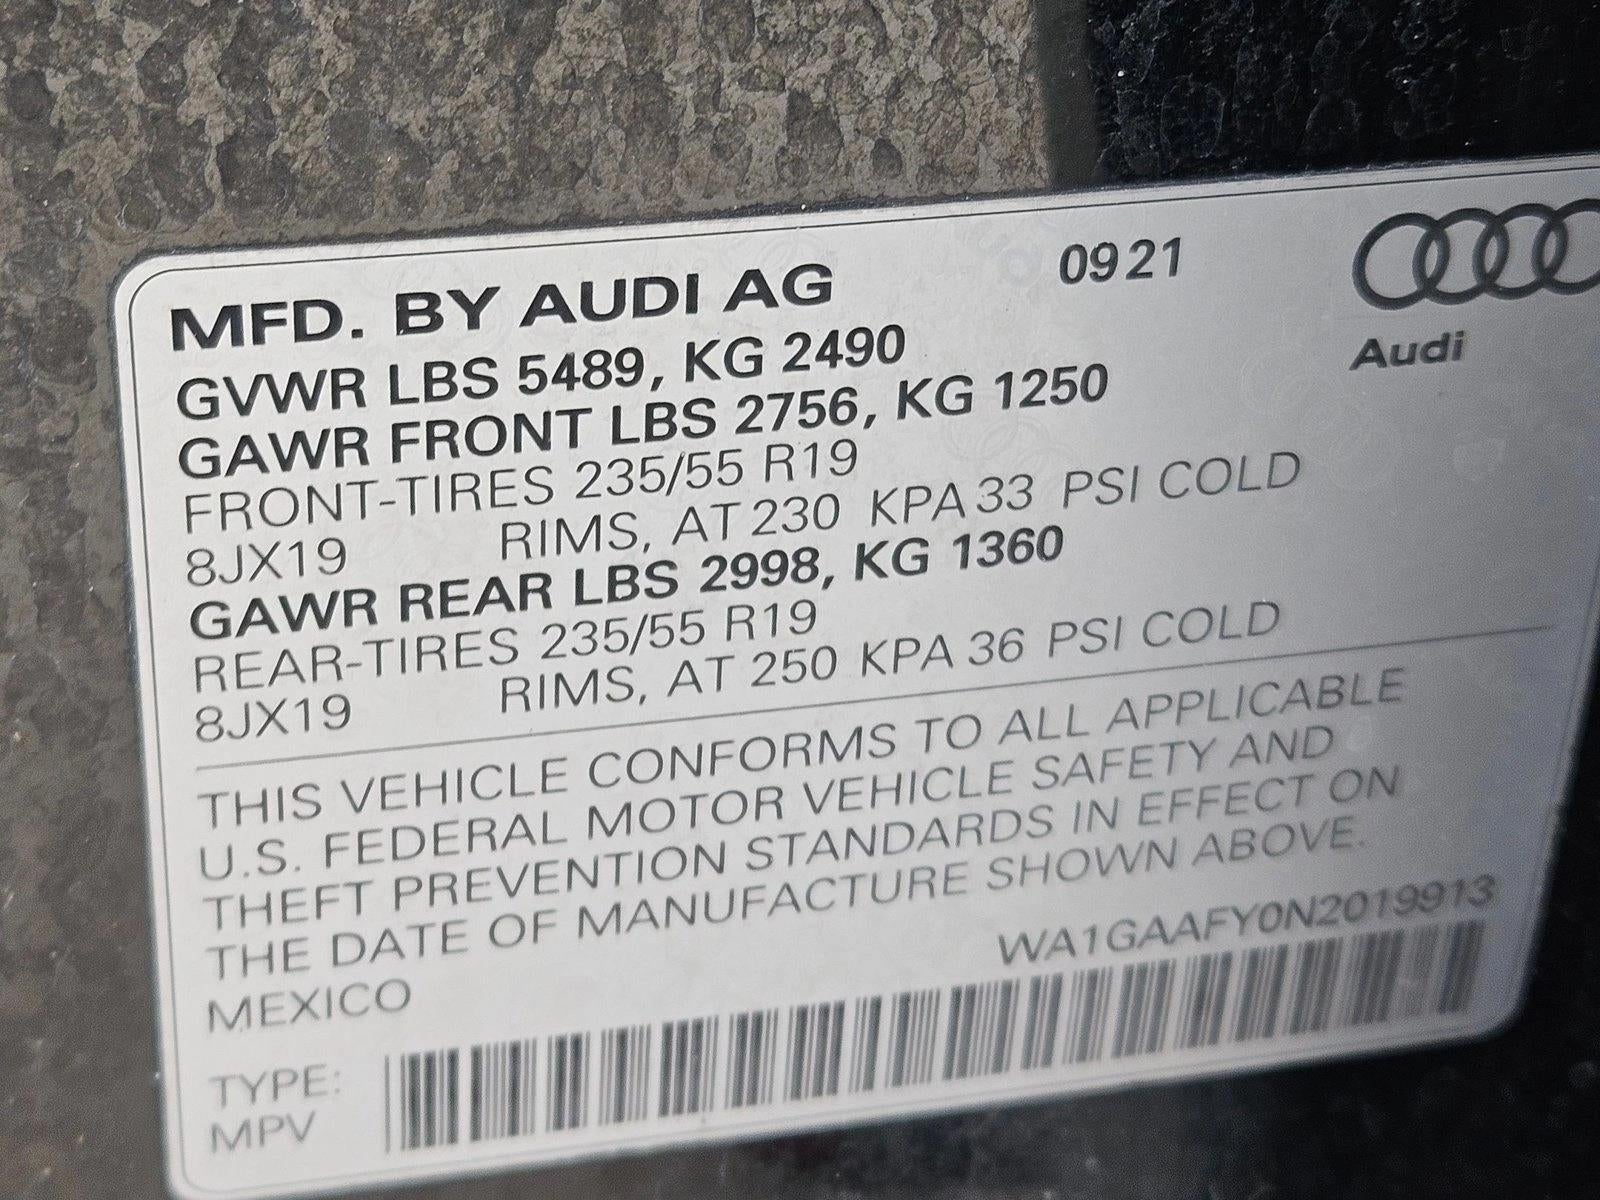 MFD. BY AUDI AG 0921
GVWR LBS 5489, KG 2490
Audi
GAWR FRONT LBS 2756, KG 1250
FRONT-TIRES 235/55 R19
8JX19 RIMS, AT 230 KPA 33 PSI COLD
GAWR REAR LBS 2998, KG 1360
REAR-TIRES 235/55 R19
8JX19 RIMS, AT 250 KPA 36 PSI COLD
THIS VEHICLE CONFORMS TO ALL APPLICABLE
U.S. FEDERAL MOTOR VEHICLE SAFETY AND
THEFT PREVENTION STANDARDS IN EFFECT ON
THE DATE OF MANUFACTURE SHOWN ABOVE.
MEXICO WA1GAAFY0N2019913
TYPE:
MPV